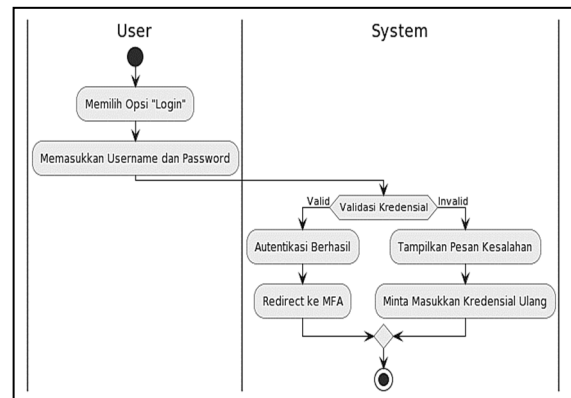 User
System
Memilih Opsi "Login"
Memasukkan Username dan Password
Validasi Kredensial
Valid
Invalid
Autentikasi Berhasil
Tampilkan Pesan Kesalahan
Redirect ke MFA
Minta Masukkan Kredensial Ulang